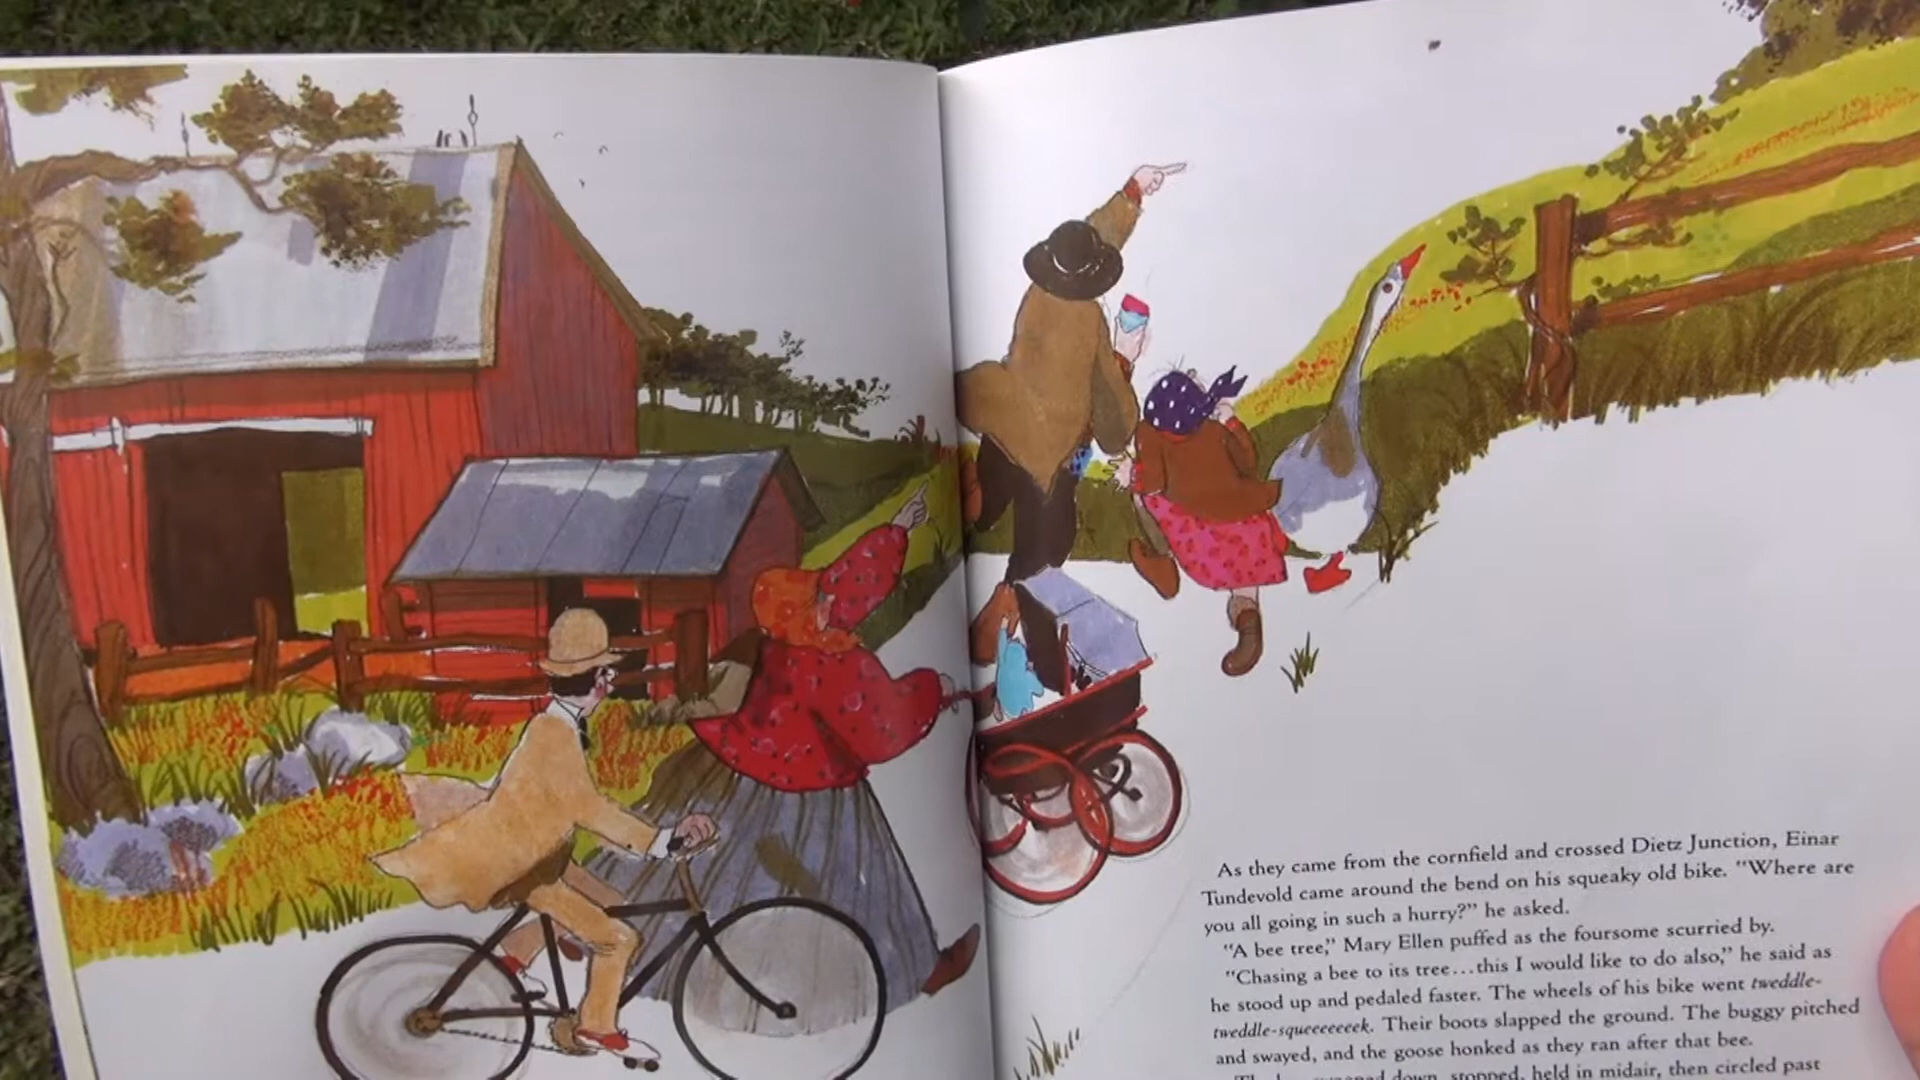 As they came from the cornfield and crossed Dietz Junction, Einar
Tundevold came around the bend on his squeaky old bike. “Where are
you all going in such a hurry?” he asked.
“A bee tree,” Mary Ellen puffed as the foursome scurried by.
“Chasing a bee to its tree...this I would like to do also,” he said as
he stood up and pedaled faster. The wheels of his bike went tweddle-
tweddle-squeeeeeeek. Their boots slapped the ground. The buggy pitched
and swayed, and the goose honked as they ran after that bee.
down, stopped, held in midair, then circled past